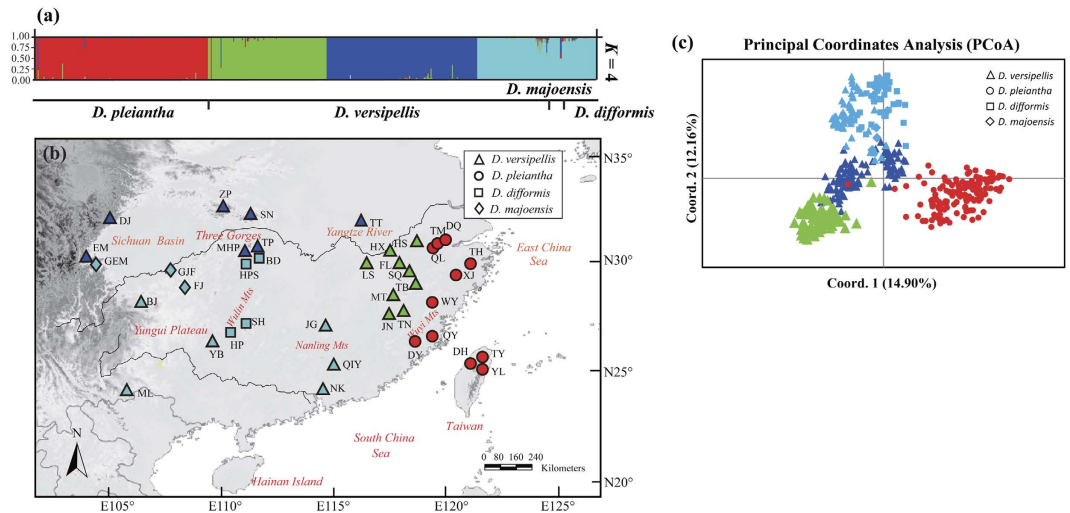 (a)
1.00
0.75
0.50
0.25
0.00
K = 4
D. majoensis
D. pleiantha
D. versipellis
D. difformis
(b)
D. versipellis
D. pleiantha
D. difformis
D. majoensis
N35°
N30°
N25°
N20°
E105°
E110°
E115°
E120°
E125°
ZP
SN
DJ
TT
DQ
TM
QL
HS
HX
Sichuan Basin
Three Gorges
Yangtze River
East China
Sea
EM
GEM
GJF
MHP
TP
BD
HPS
FJ
LS
FL
SQ
TB
TH
XJ
BJ
MT
WY
JN
TN
Yungui Plateau
Wulin Mts
SH
HP
YB
JG
Nanling Mts
Wuyi Mts
QY
DY
QIY
NK
ML
DH
TY
YL
Taiwan
South China
Sea
Hainan Island
N
0 80 160 240
Kilometers
(c)
Principal Coordinates Analysis (PCoA)
D. versipellis
D. pleiantha
D. difformis
D. majoensis
Coord. 2 (12.16%)
Coord. 1 (14.90%)